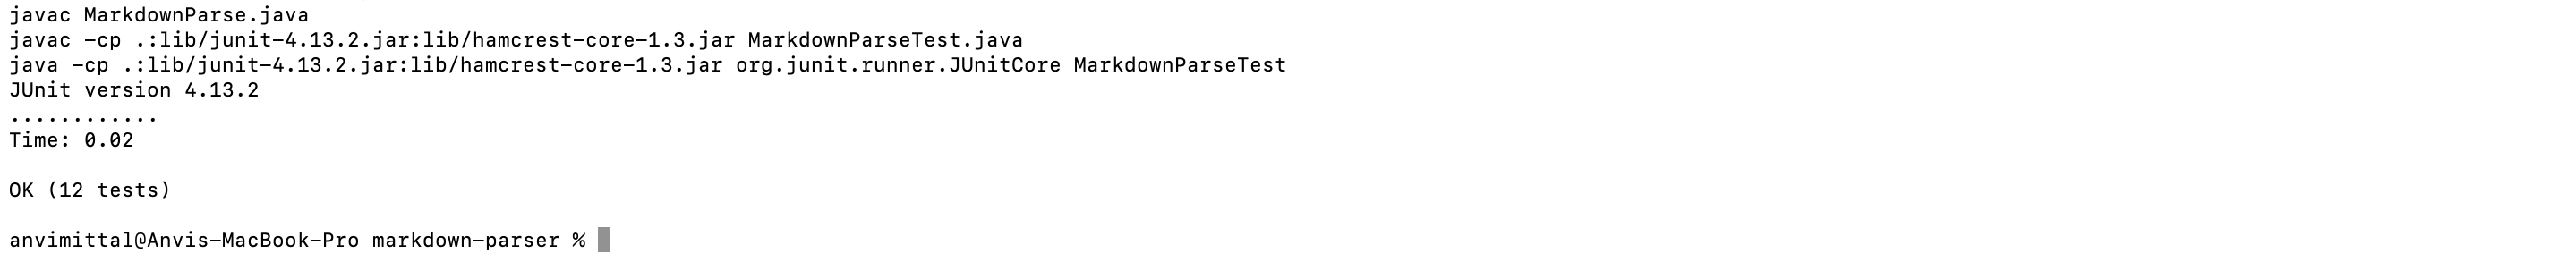 javac MarkdownParse.java
javac -cp .:lib/junit-4.13.2.jar:lib/hamcrest-core-1.3.jar MarkdownParseTest.java
java -cp .:lib/junit-4.13.2.jar:lib/hamcrest-core-1.3.jar org.junit.runner.JUnitCore MarkdownParseTest
JUnit version 4.13.2
............
Time: 0.02
OK (12 tests)
anvimittal@Anvis-MacBook-Pro markdown-parser %